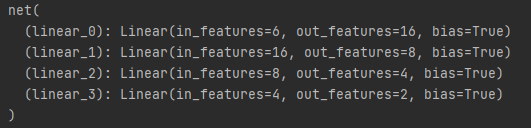 net(
  (linear_0): Linear(in_features=6, out_features=16, bias=True)
  (linear_1): Linear(in_features=16, out_features=8, bias=True)
  (linear_2): Linear(in_features=8, out_features=4, bias=True)
  (linear_3): Linear(in_features=4, out_features=2, bias=True)
)